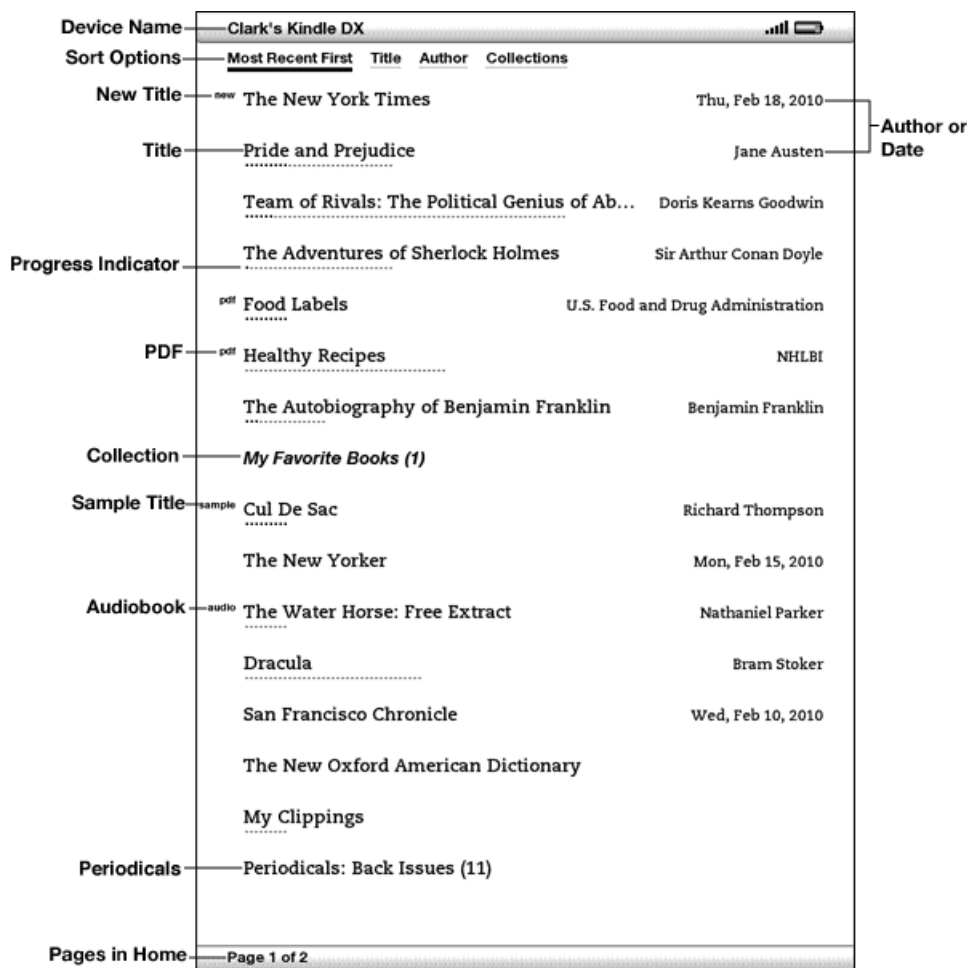 Device Name Clark's Kindle DX
Sort Options Most Recent First Title Author Collections
New Title new The New York Times Thu, Feb 18, 2010
Author or
Date
Title Pride and Prejudice Jane Austen
Team of Rivals: The Political Genius of Ab... Doris Kearns Goodwin
Progress Indicator The Adventures of Sherlock Holmes Sir Arthur Conan Doyle
pdf Food Labels U.S. Food and Drug Administration
PDF pdf Healthy Recipes NHLBI
The Autobiography of Benjamin Franklin Benjamin Franklin
Collection My Favorite Books (1)
Sample Title sample Cul De Sac Richard Thompson
The New Yorker Mon, Feb 15, 2010
Audiobook audio The Water Horse: Free Extract Nathaniel Parker
Dracula Bram Stoker
San Francisco Chronicle Wed, Feb 10, 2010
The New Oxford American Dictionary
My Clippings
Periodicals Periodicals: Back Issues (11)
Pages in Home Page 1 of 2